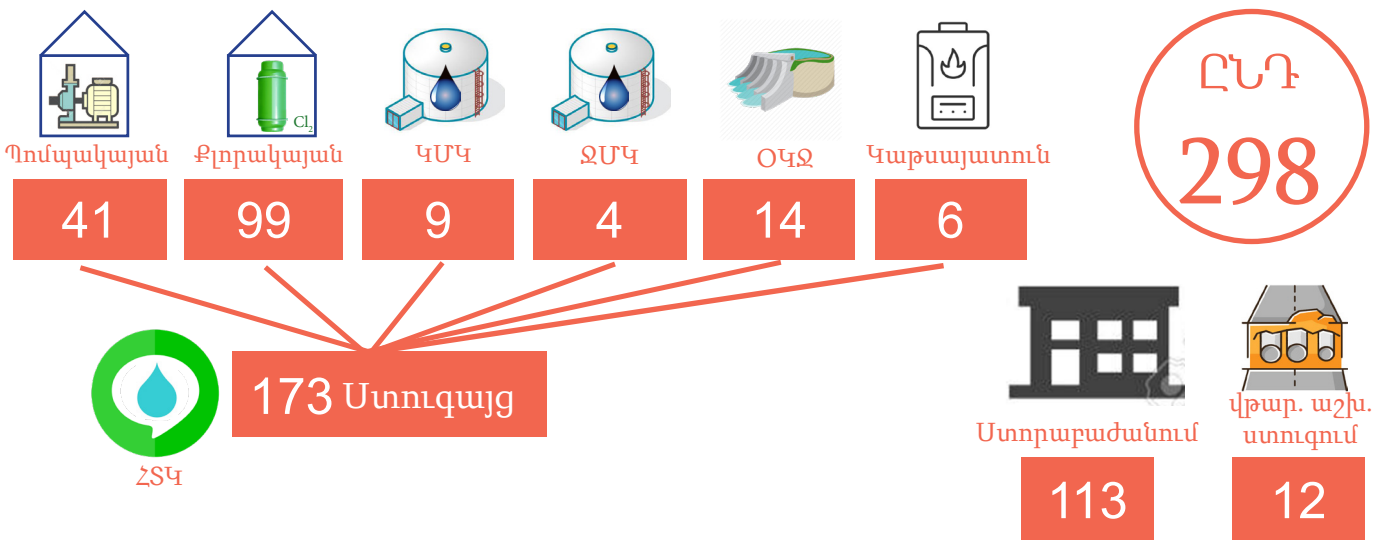 ԸՆԴ
298
Cl₂
Պոմպակայան
Քլորակայան
ԿՄԿ
ՋՄԿ
ՕԿՋ
Կաթսայատուն
41
99
9
4
14
6
173 Ստուգայց
ՀՏԿ
Ստորաբաժանում
113
վթար. աշխ.
ստուգում
12